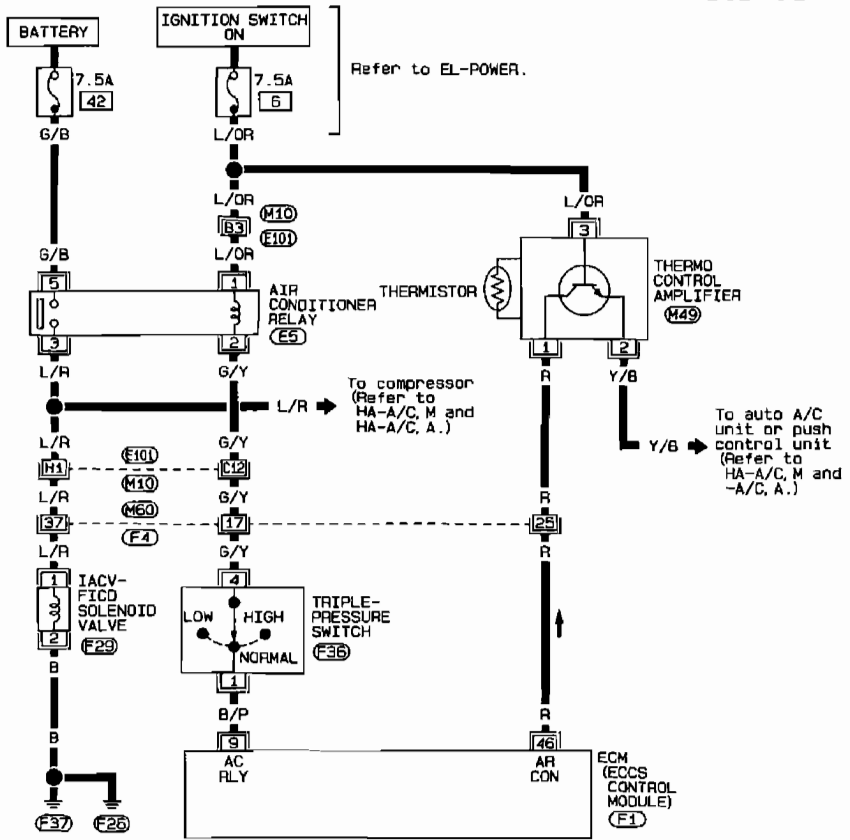 BATTERY
IGNITION SWITCH
ON
7.5A
42
7.5A
6
Refer to EL-POWER.
G/B
L/OR
L/OR
B3
M10
E101
L/OR
G/B
L/OR
3
5
1
AIR
CONDITIONER
RELAY
E5
3
2
THERMISTOR
THERMO
CONTROL
AMPLIFIER
M49
1
2
L/R
G/Y
R
Y/B
L/R
To compressor
(Refer to
HA-A/C, M and
HA-A/C, A.)
Y/B
To auto A/C
unit or push
control unit
(Refer to
HA-A/C, M and
-A/C, A.)
L/R
G/Y
H1
E101
M10
C12
L/R
G/Y
R
37
M60
F4
17
25
L/R
G/Y
R
1
IACV-
FICD
SOLENOID
VALVE
F29
2
4
LOW
HIGH
NORMAL
TRIPLE-
PRESSURE
SWITCH
F36
1
B
B/P
R
B
9
AC
RLY
46
AR
CON
ECM
(ECCS
CONTROL
MODULE)
F1
F37
F26